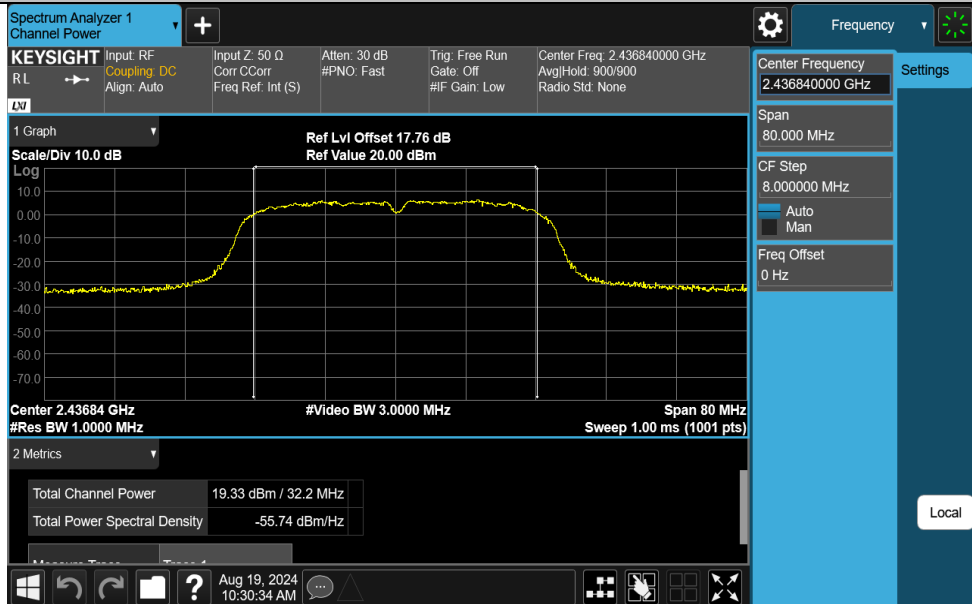 Spectrum Analyzer 1
Channel Power
+
Frequency
KEYSIGHT
R L
LXI
Input: RF
Coupling: DC
Align: Auto
Input Z: 50 Ω
Corr CCorr
Freq Ref: Int (S)
Atten: 30 dB
#PNO: Fast
Trig: Free Run
Gate: Off
#IF Gain: Low
Center Freq: 2.436840000 GHz
Avg|Hold: 900/900
Radio Std: None
Center Frequency
2.436840000 GHz
Settings
Span
80.000 MHz
CF Step
8.000000 MHz
Auto
Man
Freq Offset
0 Hz
1 Graph
Scale/Div 10.0 dB
Ref Lvl Offset 17.76 dB
Ref Value 20.00 dBm
Log
10.0
0.00
-10.0
-20.0
-30.0
-40.0
-50.0
-60.0
-70.0
Center 2.43684 GHz
#Video BW 3.0000 MHz
Span 80 MHz
#Res BW 1.0000 MHz
Sweep 1.00 ms (1001 pts)
2 Metrics
Total Channel Power 19.33 dBm / 32.2 MHz
Total Power Spectral Density -55.74 dBm/Hz
Local
?
Aug 19, 2024
10:30:34 AM